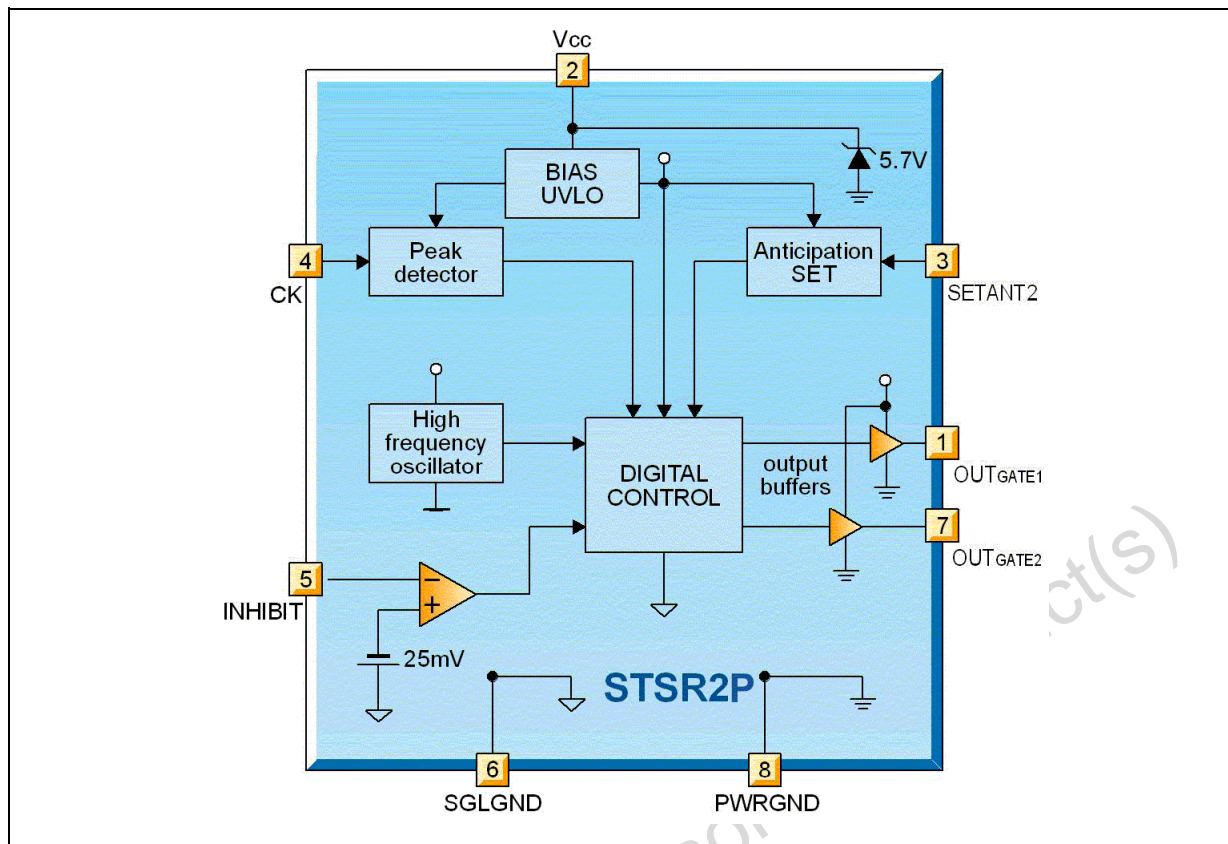 Vcc
2
BIAS
UVLO
5.7V
4
CK
Peak
detector
Anticipation
SET
3
SETANT2
High
frequency
oscillator
DIGITAL
CONTROL
output
buffers
1
OUTGATE1
7
OUTGATE2
5
INHIBIT
−
+
25mV
STSR2P
6
SGLGND
8
PWRGND